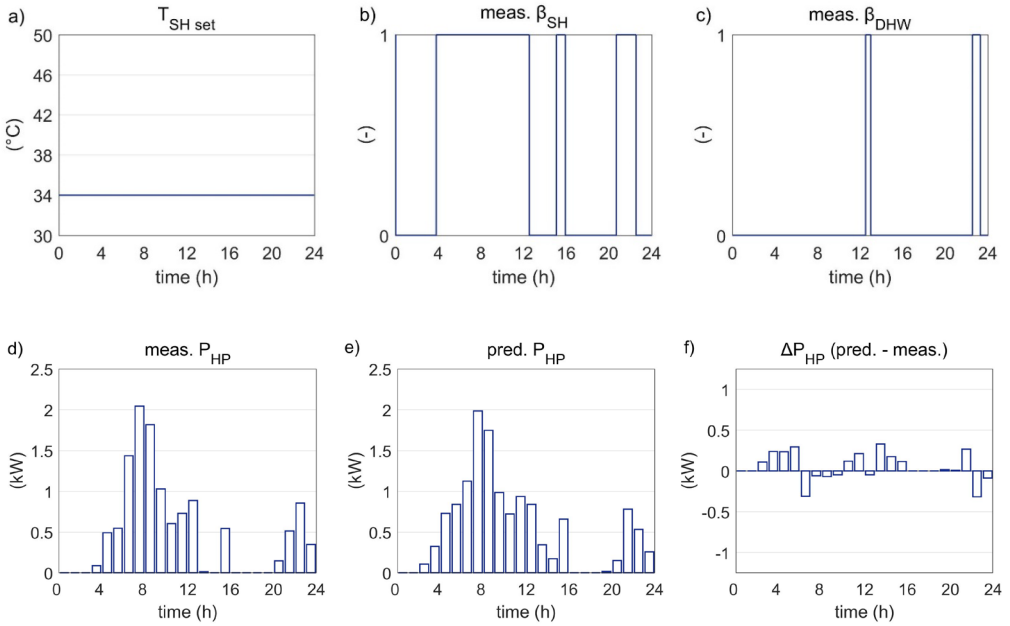 a)
T_SH set
(°C)
50
46
42
38
34
30
0 4 8 12 16 20 24
time (h)
b)
meas. β_SH
(-)
1
0
0 4 8 12 16 20 24
time (h)
c)
meas. β_DHW
(-)
1
0
0 4 8 12 16 20 24
time (h)
d)
meas. P_HP
(kW)
2.5
2
1.5
1
0.5
0
0 4 8 12 16 20 24
time (h)
e)
pred. P_HP
(kW)
2.5
2
1.5
1
0.5
0
0 4 8 12 16 20 24
time (h)
f)
ΔP_HP (pred. - meas.)
(kW)
1
0.5
0
-0.5
-1
0 4 8 12 16 20 24
time (h)